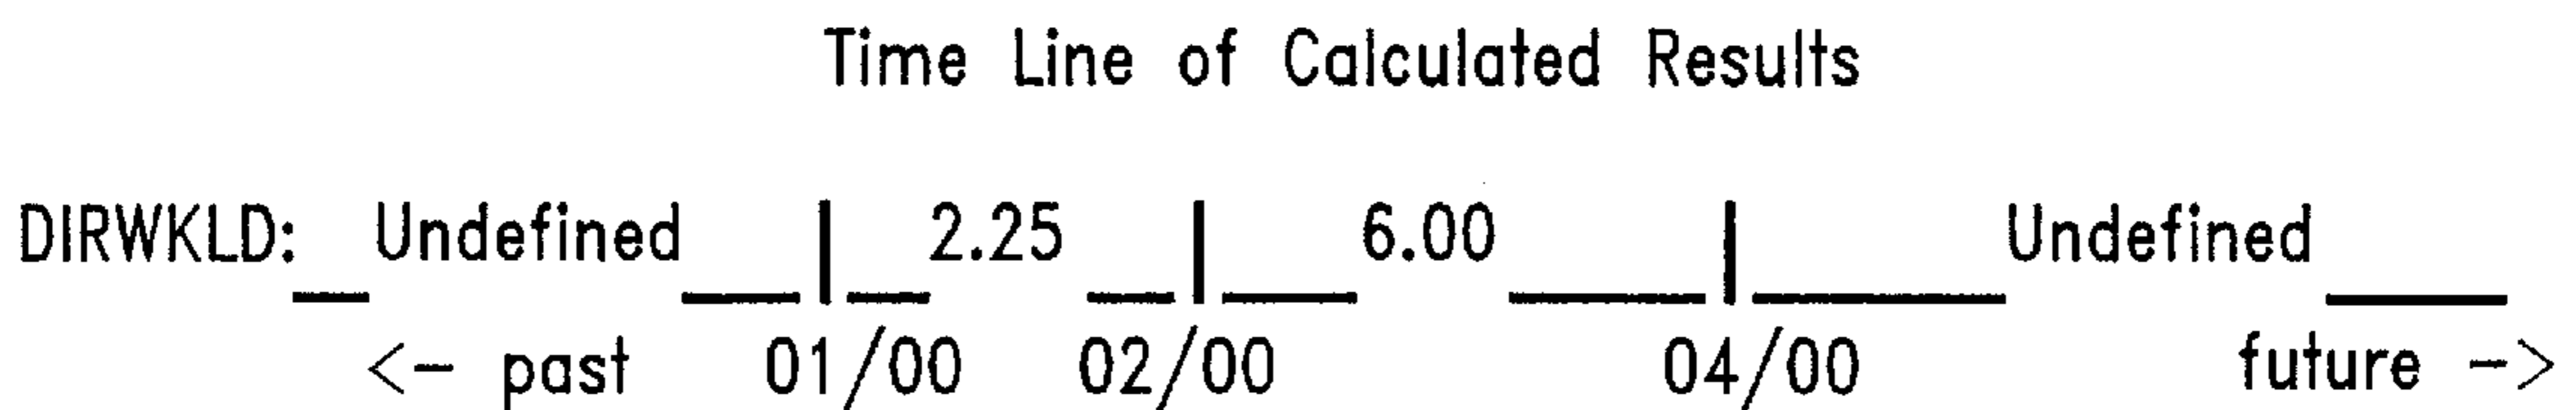 Time Line of Calculated Results
DIRWKLD: Undefined | 2.25 | 6.00 | Undefined
<- past 01/00 02/00 04/00 future ->